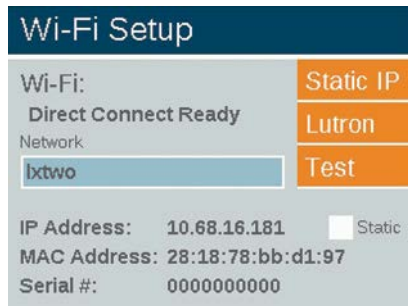 Wi-Fi Setup
Wi-Fi:
Direct Connect Ready
Network
lxtwo
Static IP
Lutron
Test
IP Address: 10.68.16.181
Static
MAC Address: 28:18:78:bb:d1:97
Serial #: 0000000000